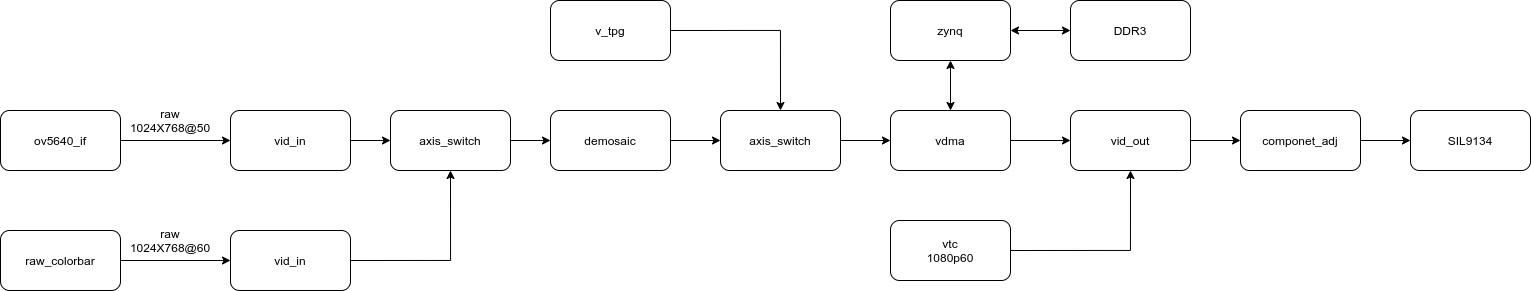 v_tpg
zynq
DDR3
ov5640_if
raw
1024X768@50
vid_in
axis_switch
demosaic
axis_switch
vdma
vid_out
componet_adj
SIL9134
raw_colorbar
raw
1024X768@60
vid_in
vtc
1080p60